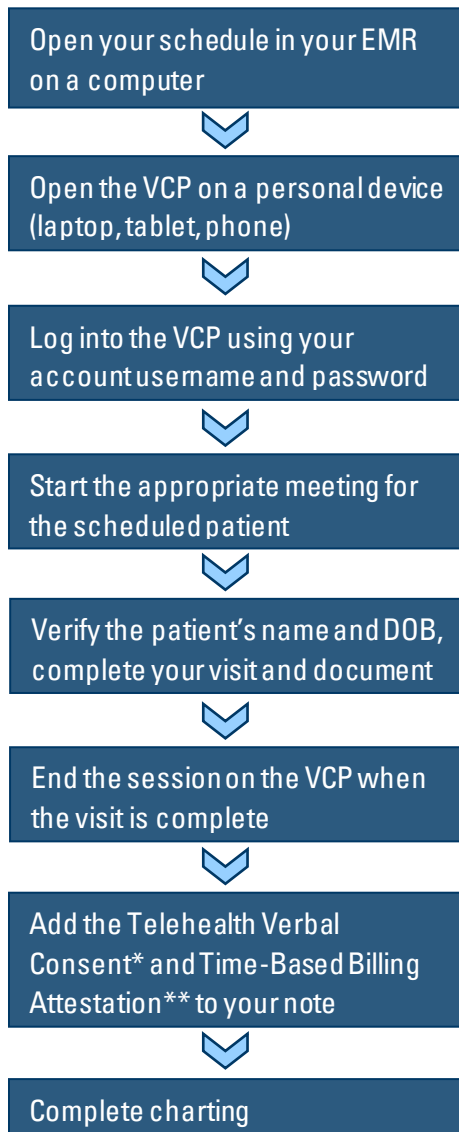 Open your schedule in your EMR
on a computer
Open the VCP on a personal device
(laptop, tablet, phone)
Log into the VCP using your
account username and password
Start the appropriate meeting for
the scheduled patient
Verify the patient's name and DOB,
complete your visit and document
End the session on the VCP when
the visit is complete
Add the Telehealth Verbal
Consent* and Time-Based Billing
Attestation** to your note
Complete charting